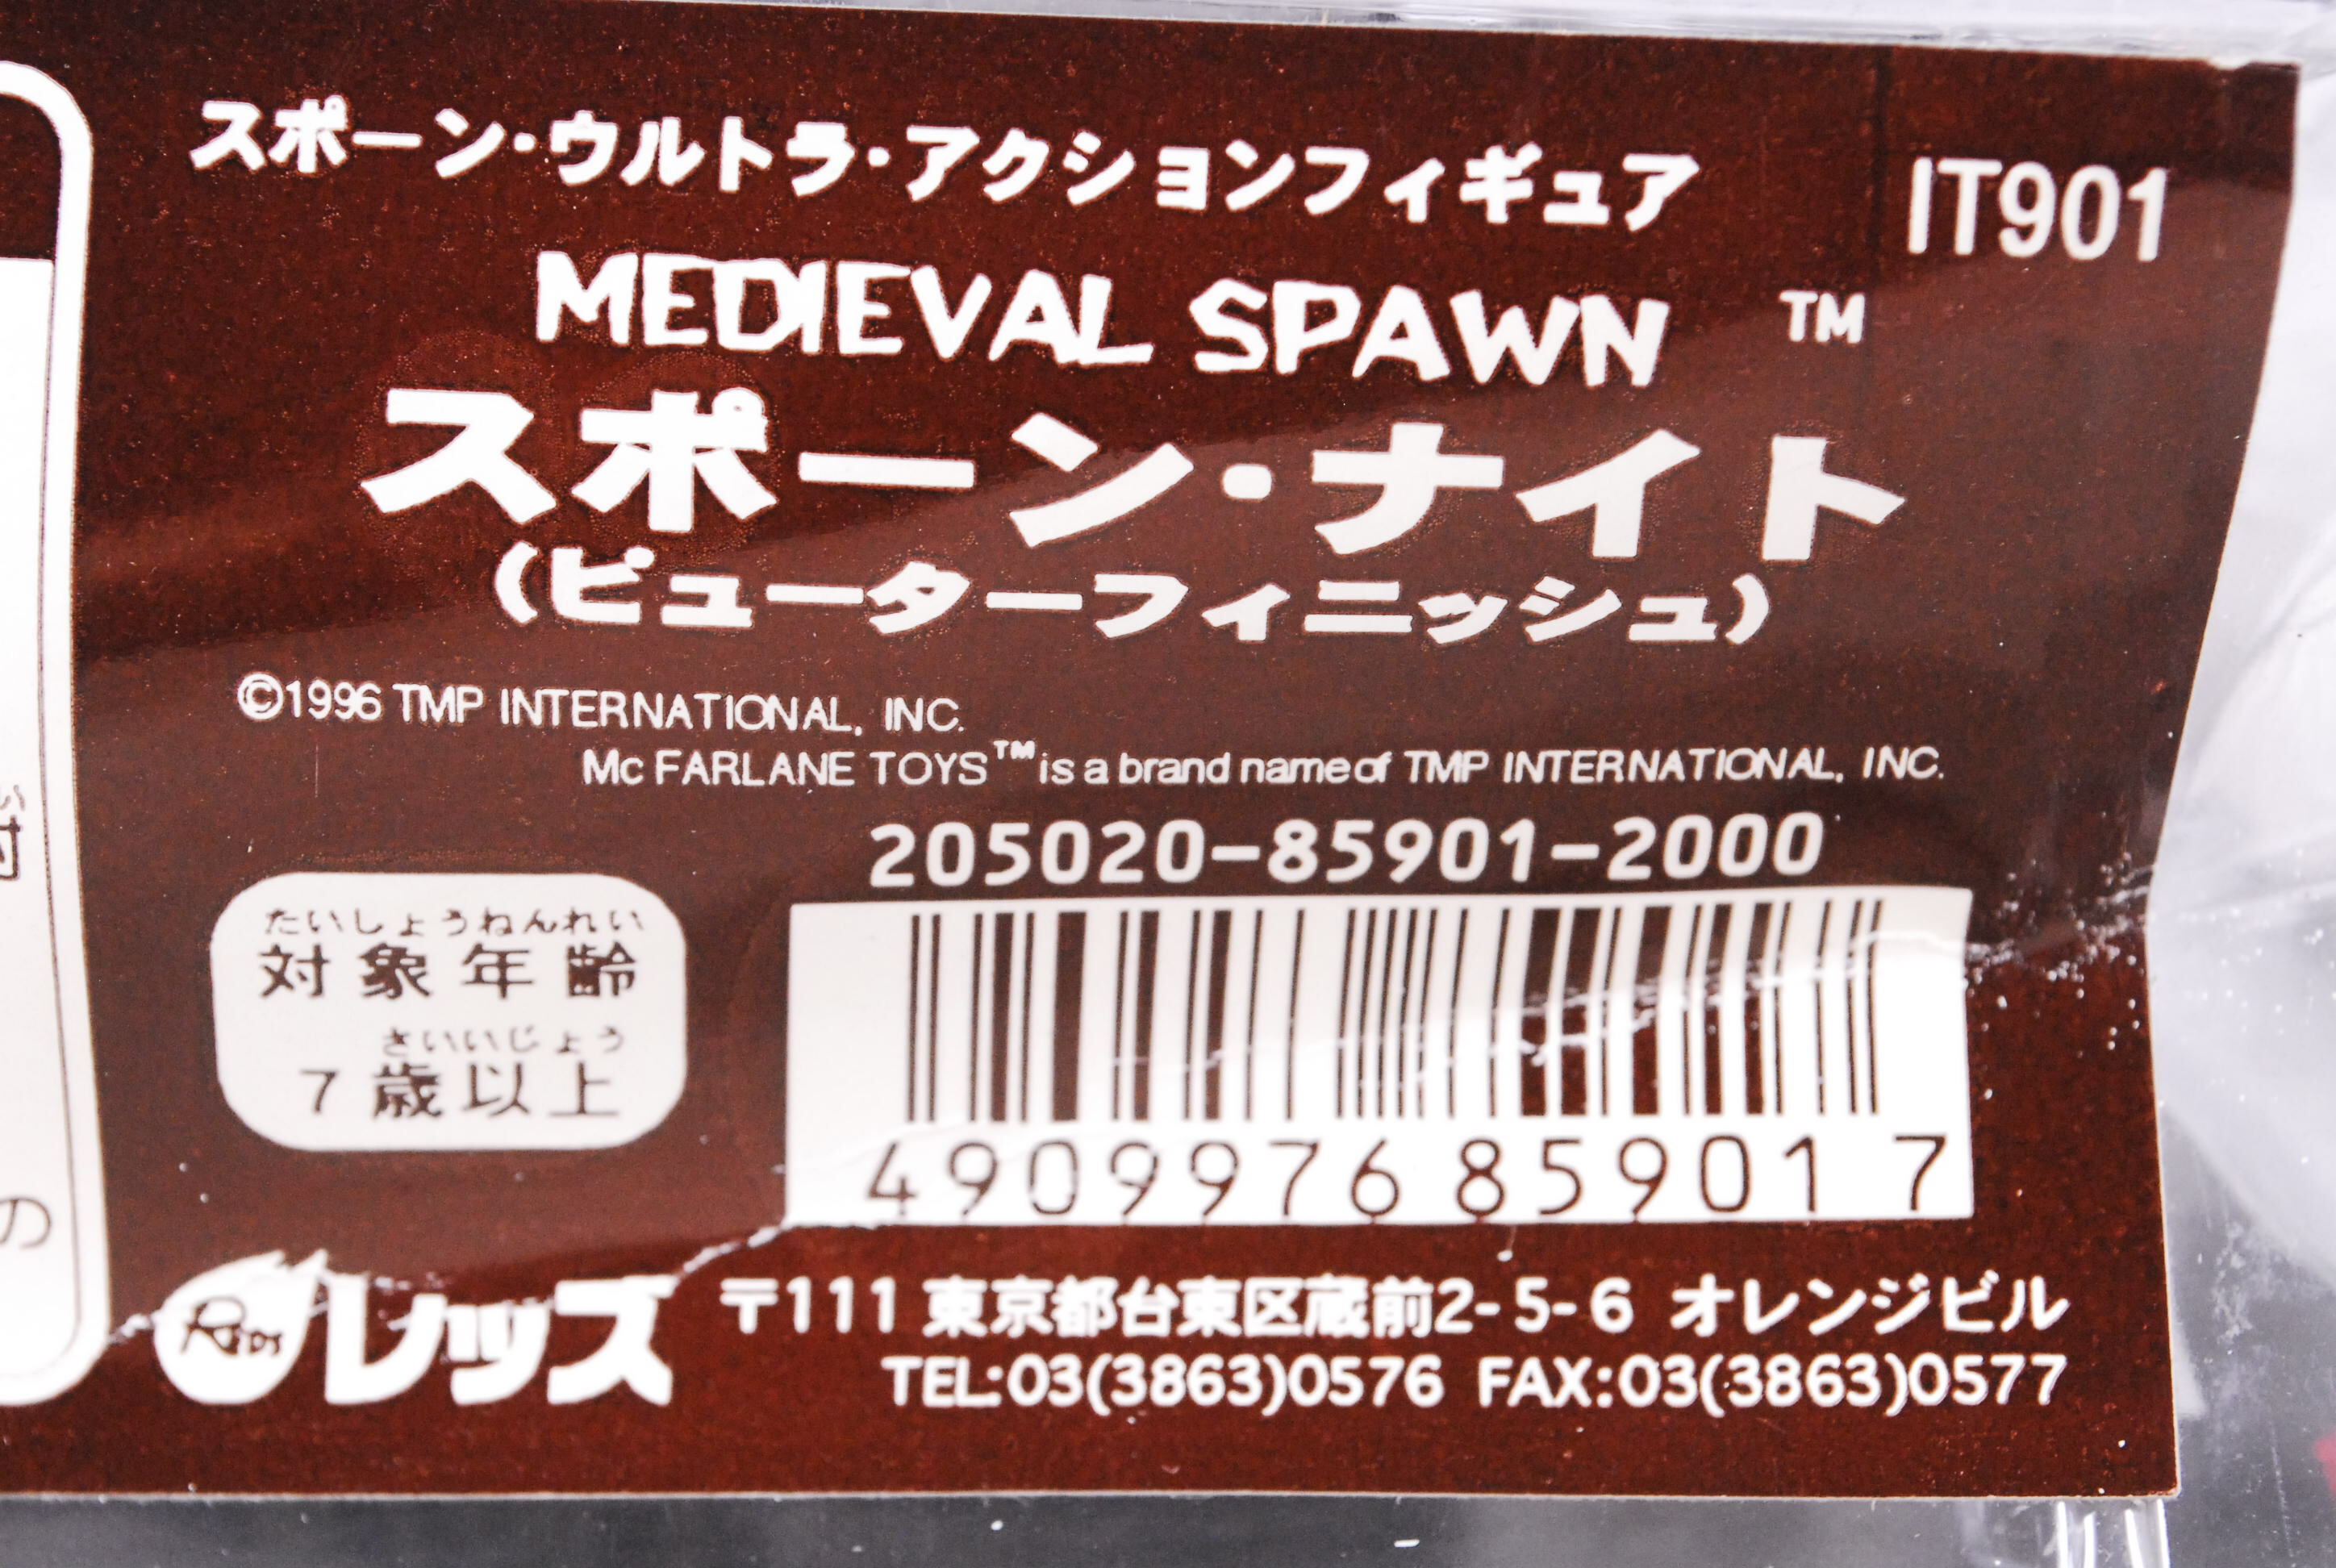 スポーン・ウルトラ・アクションフィギュア
IT901
MEDIEVAL SPAWN ™
スポーン・ナイト
(ピューターフィニッシュ)
©1996 TMP INTERNATIONAL, INC.
Mc FARLANE TOYS™ is a brand name of TMP INTERNATIONAL, INC.
205020-85901-2000
たいしょうねんれい
対象年齢
さいいじょう
7歳以上
4909976859017
Reds レッズ
〒111 東京都台東区蔵前2-5-6 オレンジビル
TEL:03(3863)0576 FAX:03(3863)0577
い
付
の